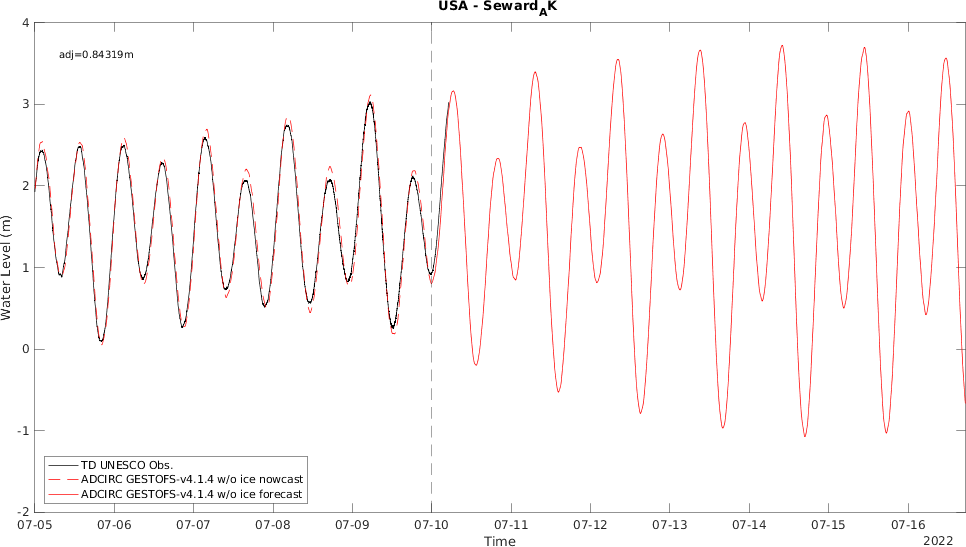 USA - Seward_AK
4
adj=0.84319m
3
2
1
0
-1
-2
Water Level (m)
TD UNESCO Obs.
ADCIRC GESTOFS-v4.1.4 w/o ice nowcast
ADCIRC GESTOFS-v4.1.4 w/o ice forecast
07-05 07-06 07-07 07-08 07-09 07-10 07-11 07-12 07-13 07-14 07-15 07-16
Time
2022